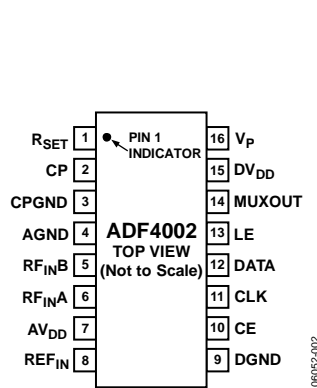 PIN 1
INDICATOR
ADF4002
TOP VIEW
(Not to Scale)
RSET 1
CP 2
CPGND 3
AGND 4
RFINB 5
RFINA 6
AVDD 7
REFIN 8
16 VP
15 DVDD
14 MUXOUT
13 LE
12 DATA
11 CLK
10 CE
9 DGND
06052-002